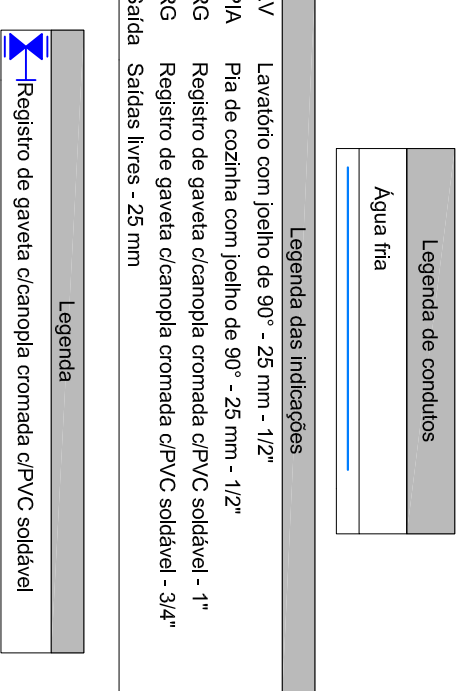 Legenda de condutos
Água fria
Legenda das indicações
Lavatório com joelho de 90° - 25 mm - 1/2"
PIA Pia de cozinha com joelho de 90° - 25 mm - 1/2"
RG Registro de gaveta c/canopla cromada c/PVC soldável - 1"
RG Registro de gaveta c/canopla cromada c/PVC soldável - 3/4"
Saída Saídas livres - 25 mm
Legenda
Registro de gaveta c/canopla cromada c/PVC soldável